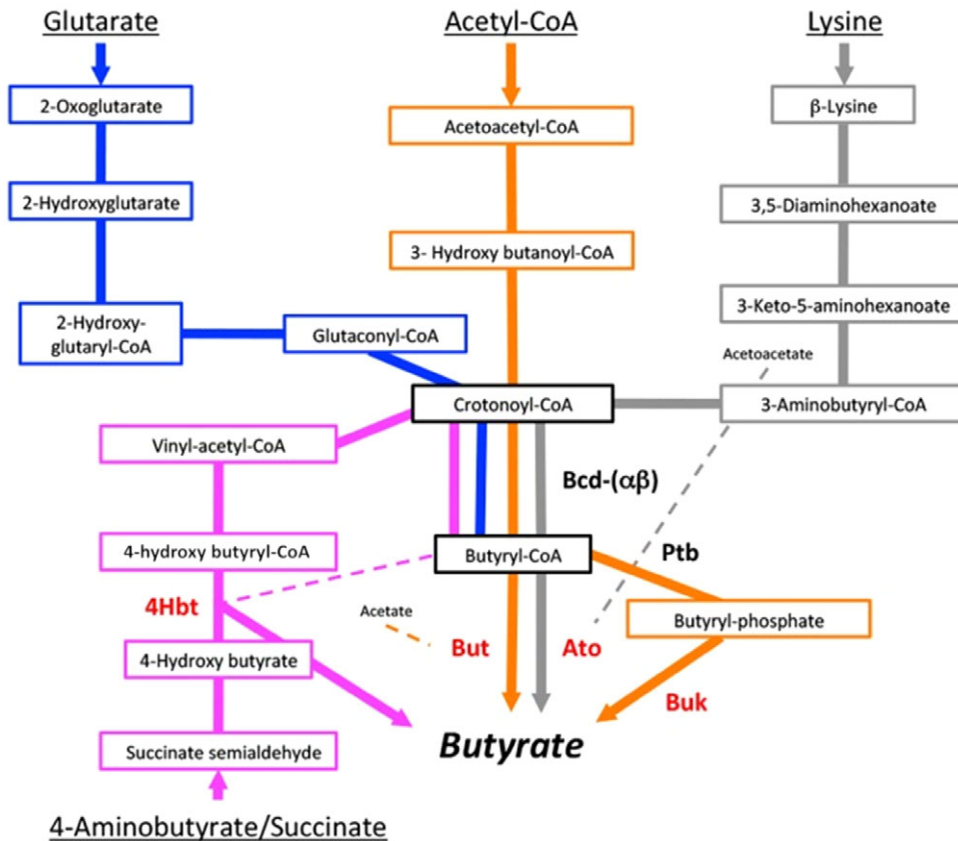 Glutarate
Acetyl-CoA
Lysine
2-Oxoglutarate
Acetoacetyl-CoA
β-Lysine
2-Hydroxyglutarate
3,5-Diaminohexanoate
3- Hydroxy butanoyl-CoA
2-Hydroxy-
glutaryl-CoA
Glutaconyl-CoA
3-Keto-5-aminohexanoate
Acetoacetate
Crotonoyl-CoA
3-Aminobutyryl-CoA
Vinyl-acetyl-CoA
Bcd-(αβ)
4-hydroxy butyryl-CoA
Butyryl-CoA
Ptb
4Hbt
Acetate
Butyryl-phosphate
But
Ato
4-Hydroxy butyrate
Buk
Butyrate
Succinate semialdehyde
4-Aminobutyrate/Succinate